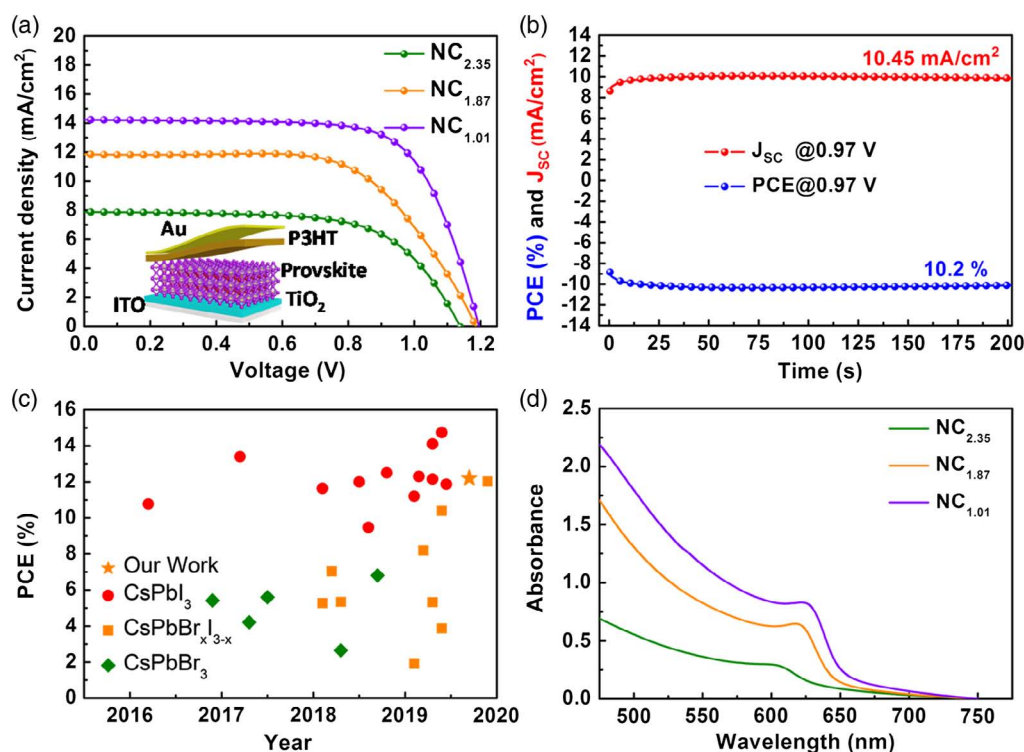 (a)
Current density (mA/cm²)
20
18
16
14
12
10
8
6
4
2
0
0.0 0.2 0.4 0.6 0.8 1.0 1.2
Voltage (V)
NC₂.₃₅
NC₁.₈₇
NC₁.₀₁
Au
P3HT
Provskite
ITO
TiO₂
(b)
PCE (%) and J_SC (mA/cm²)
14
12
10
8
6
4
2
0
-2
-4
-6
-8
-10
-12
-14
0 25 50 75 100 125 150 175 200
Time (s)
10.45 mA/cm²
J_SC @0.97 V
PCE@0.97 V
10.2 %
(c)
PCE (%)
16
14
12
10
8
6
4
2
0
2016 2017 2018 2019 2020
Year
Our Work
CsPbI₃
CsPbBrₓI₃₋ₓ
CsPbBr₃
(d)
Absorbance
2.5
2.0
1.5
1.0
0.5
0.0
500 550 600 650 700 750
Wavelength (nm)
NC₂.₃₅
NC₁.₈₇
NC₁.₀₁